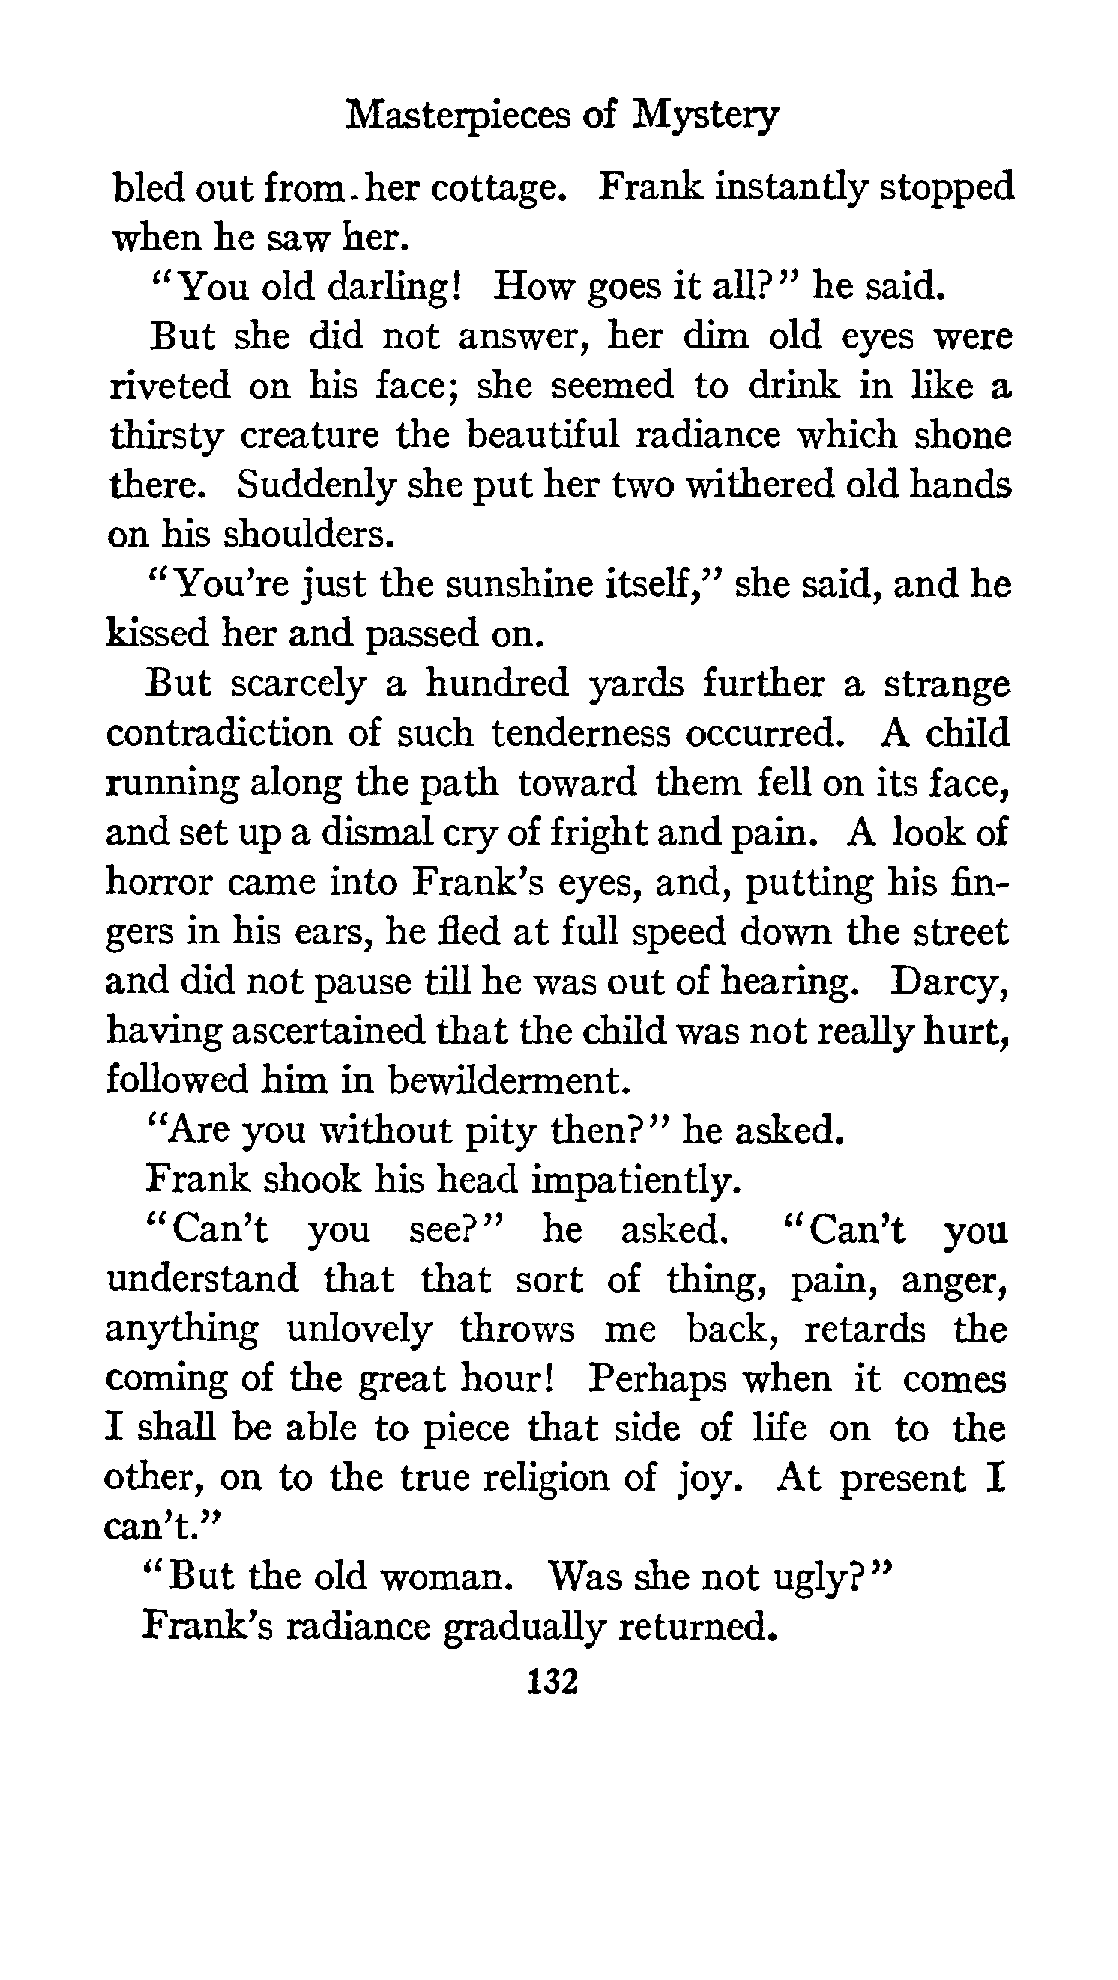 Masterpieces of Mystery
bled out from her cottage. Frank instantly stopped
when he saw her.
"You old darling! How goes it all?" he said.
But she did not answer, her dim old eyes were
riveted on his face; she seemed to drink in like a
thirsty creature the beautiful radiance which shone
there. Suddenly she put her two withered old hands
on his shoulders.
"You're just the sunshine itself," she said, and he
kissed her and passed on.
But scarcely a hundred yards further a strange
contradiction of such tenderness occurred. A child
running along the path toward them fell on its face,
and set up a dismal cry of fright and pain. A look of
horror came into Frank's eyes, and, putting his fin-
gers in his ears, he fled at full speed down the street
and did not pause till he was out of hearing. Darcy,
having ascertained that the child was not really hurt,
followed him in bewilderment.
"Are you without pity then?" he asked.
Frank shook his head impatiently.
"Can't you see?" he asked. "Can't you
understand that that sort of thing, pain, anger,
anything unlovely throws me back, retards the
coming of the great hour! Perhaps when it comes
I shall be able to piece that side of life on to the
other, on to the true religion of joy. At present I
can't."
"But the old woman. Was she not ugly?"
Frank's radiance gradually returned.
132